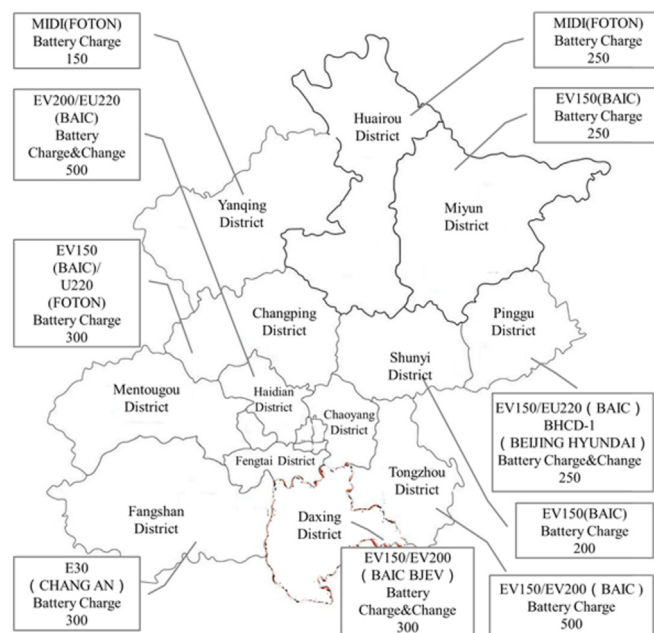 MIDI(FOTON)
Battery Charge
150
MIDI(FOTON)
Battery Charge
250
EV200/EU220
(BAIC)
Battery
Charge&Change
500
EV150(BAIC)
Battery Charge
250
Huairou
District
Yanqing
District
Miyun
District
EV150
(BAIC)/
U220
(FOTON)
Battery Charge
300
Changping
District
Pinggu
District
Shunyi
District
Mentougou
District
Haidian
District
Chaoyang
District
EV150/EU220 ( BAIC )
BHCD-1
( BEIJING HYUNDAI )
Battery Charge&Change
250
Fengtai District
Tongzhou
District
Fangshan
District
Daxing
District
EV150(BAIC)
Battery Charge
200
E30
( CHANG AN )
Battery Charge
300
EV150/EV200
( BAIC BJEV )
Battery
Charge&Change
300
EV150/EV200 ( BAIC )
Battery Charge
500